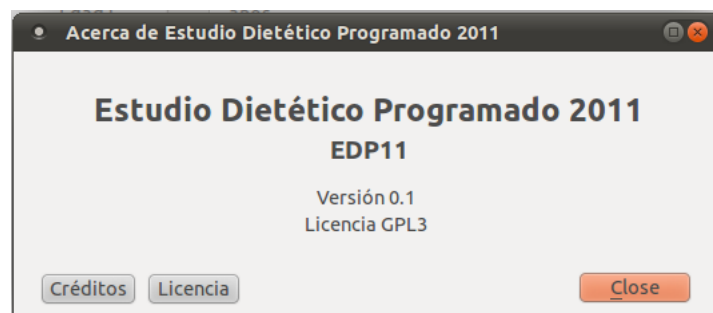 Acerca de Estudio Dietético Programado 2011
Estudio Dietético Programado 2011
EDP11
Versión 0.1
Licencia GPL3
Créditos Licencia Close